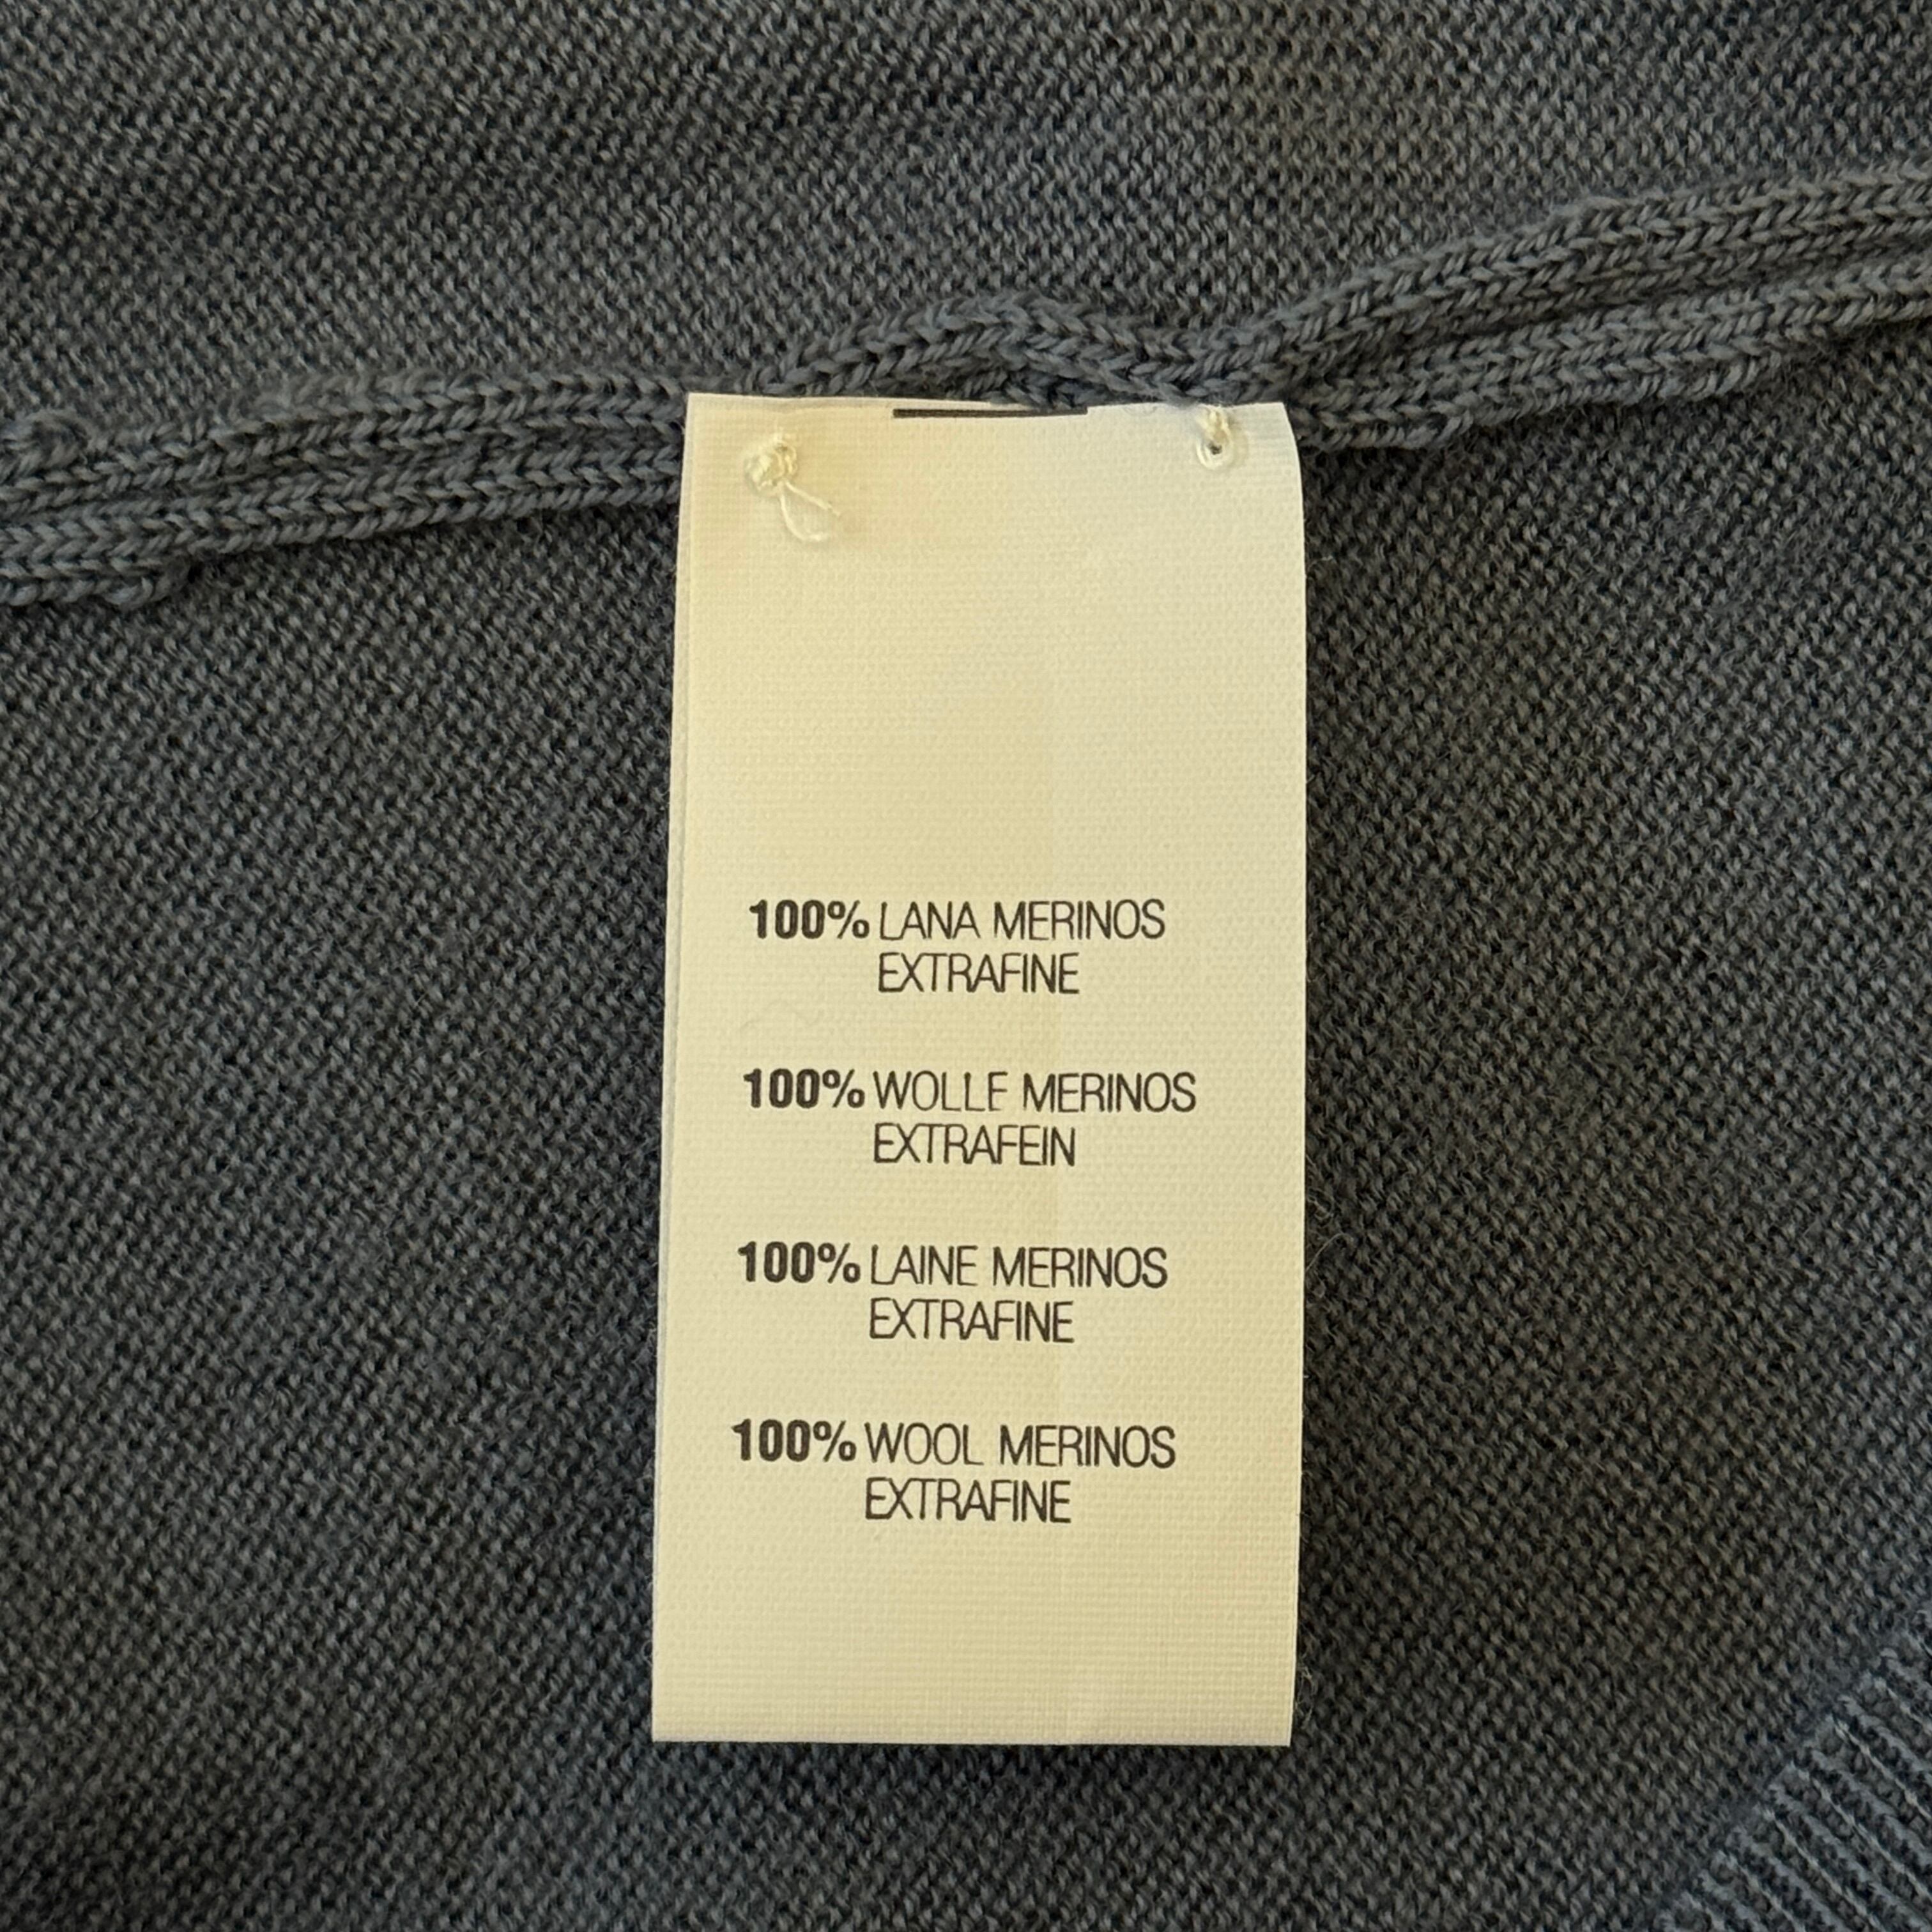 100% LANA MERINOS
EXTRAFINE
100% WOLLE MERINOS
EXTRAFEIN
100% LAINE MERINOS
EXTRAFINE
100% WOOL MERINOS
EXTRAFINE